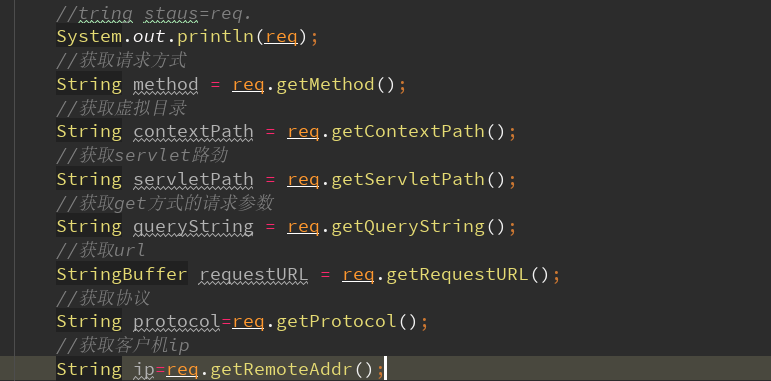 //tring staus=req.
System.out.println(req);
//获取请求方式
String method = req.getMethod();
//获取虚拟目录
String contextPath = req.getContextPath();
//获取servlet路劲
String servletPath = req.getServletPath();
//获取get方式的请求参数
String queryString = req.getQueryString();
//获取url
StringBuffer requestURL = req.getRequestURL();
//获取协议
String protocol=req.getProtocol();
//获取客户机ip
String ip=req.getRemoteAddr();